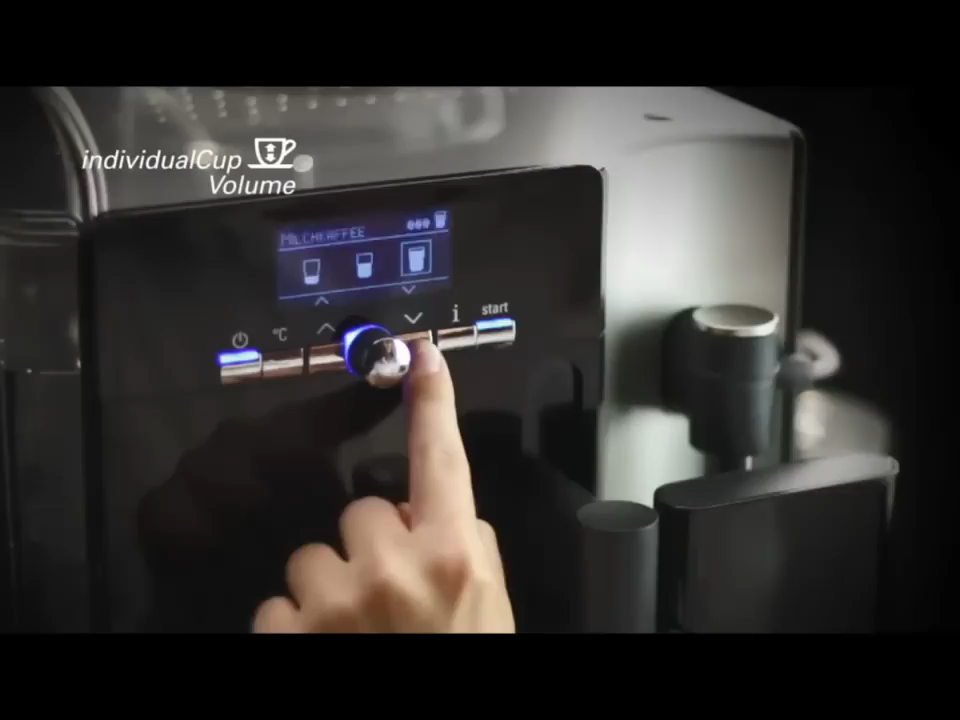 individualCup
Volume
MILCHKAFFEE
°C
i
start